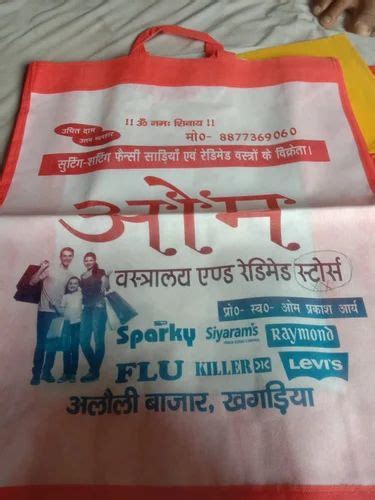 !! ॐ नमः शिवाय !!
उचित दाम
उत्तम व्यवहार
मो०- 8877369060
सुटिंग-शर्टिंग फैन्सी साड़ियाँ एवं रेडिमेड वस्त्रों के विक्रेता।
ओम
वस्त्रालय एण्ड रेडिमेड स्टोर्स
प्रो०- स्व०- ओम प्रकाश आर्य
Sparky Siyaram's Raymond
FLU KILLER Levi's
अलौली बाजार, खगड़िया